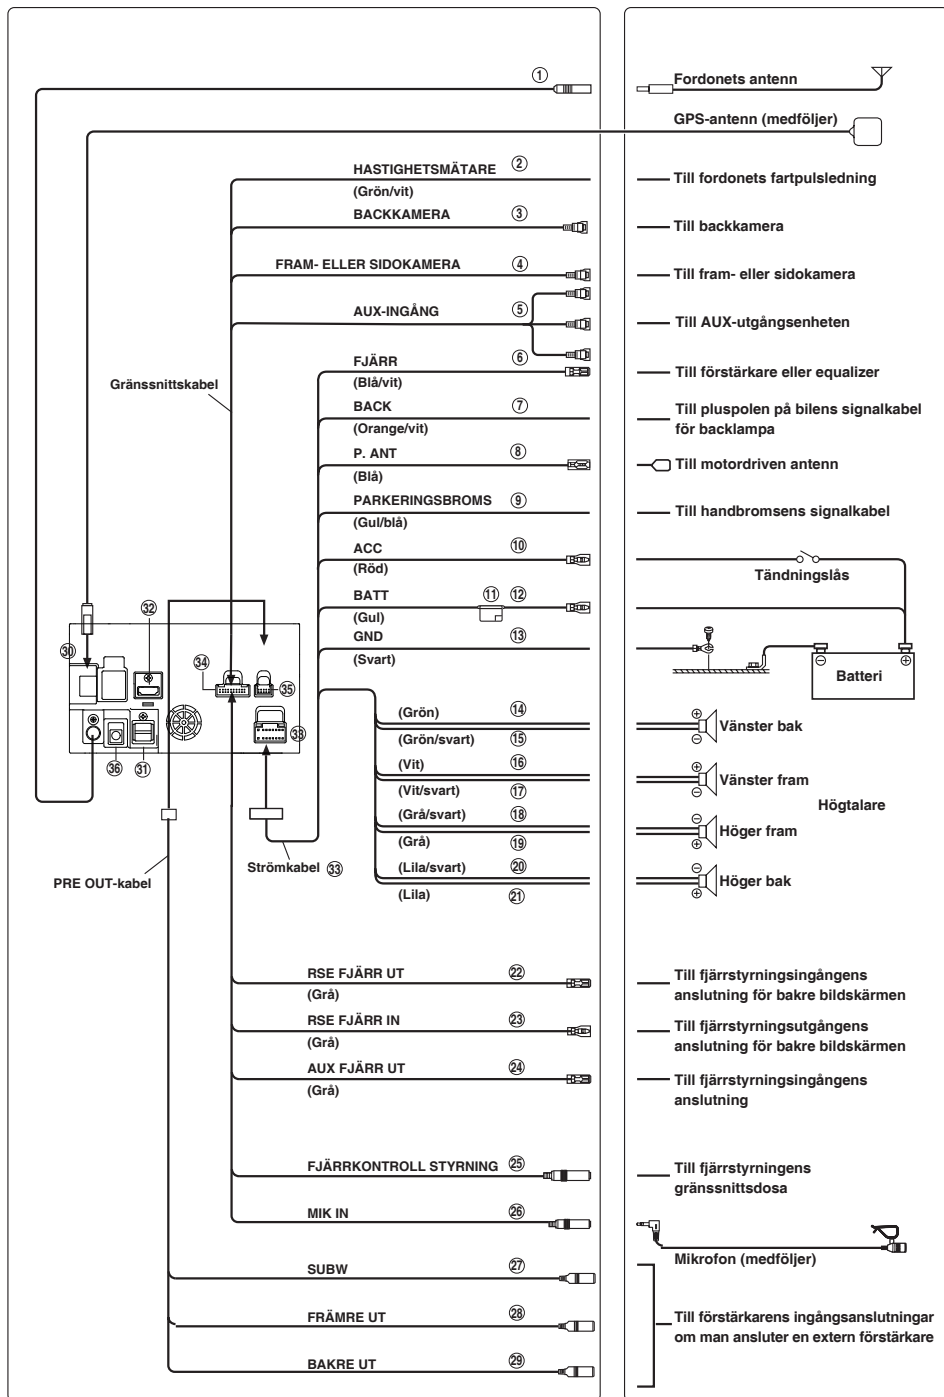 ① Fordonets antenn
GPS-antenn (medföljer)
HASTIGHETSMÄTARE ② Till fordonets fartpulsledning
(Grön/vit)
BACKKAMERA ③ Till backkamera
FRAM- ELLER SIDOKAMERA ④ Till fram- eller sidokamera
AUX-INGÅNG ⑤ Till AUX-utgångsenheten
FJÄRR ⑥ Till förstärkare eller equalizer
(Blå/vit)
Gränssnittskabel
BACK ⑦ Till pluspolen på bilens signalkabel
för backlampa
(Orange/vit)
P. ANT ⑧ Till motordriven antenn
(Blå)
PARKERINGSBROMS ⑨ Till handbromsens signalkabel
(Gul/blå)
ACC ⑩
(Röd)
Tändningslås
BATT ⑪ ⑫
(Gul)
GND ⑬
(Svart)
⊖ ⊕
Batteri
㉚ ㉜ ㉞ ㉟ ㉝ ㊱ ㉛
(Grön) ⑭ ⊕
Vänster bak
(Grön/svart) ⑮ ⊖
(Vit) ⑯ ⊕
Vänster fram
(Vit/svart) ⑰ ⊖
Högtalare
(Grå/svart) ⑱ ⊖
Höger fram
(Grå) ⑲ ⊕
(Lila/svart) ⑳ ⊖
Höger bak
(Lila) ㉑ ⊕
Strömkabel ㉝
PRE OUT-kabel
RSE FJÄRR UT ㉒ Till fjärrstyrningsingångens
anslutning för bakre bildskärmen
(Grå)
RSE FJÄRR IN ㉓ Till fjärrstyrningsutgångens
anslutning för bakre bildskärmen
(Grå)
AUX FJÄRR UT ㉔ Till fjärrstyrningsingångens
anslutning
(Grå)
FJÄRRKONTROLL STYRNING ㉕ Till fjärrstyrningens
gränssnittsdosa
MIK IN ㉖
Mikrofon (medföljer)
SUBW ㉗
FRÄMRE UT ㉘ Till förstärkarens ingångsanslutningar
om man ansluter en extern förstärkare
BAKRE UT ㉙